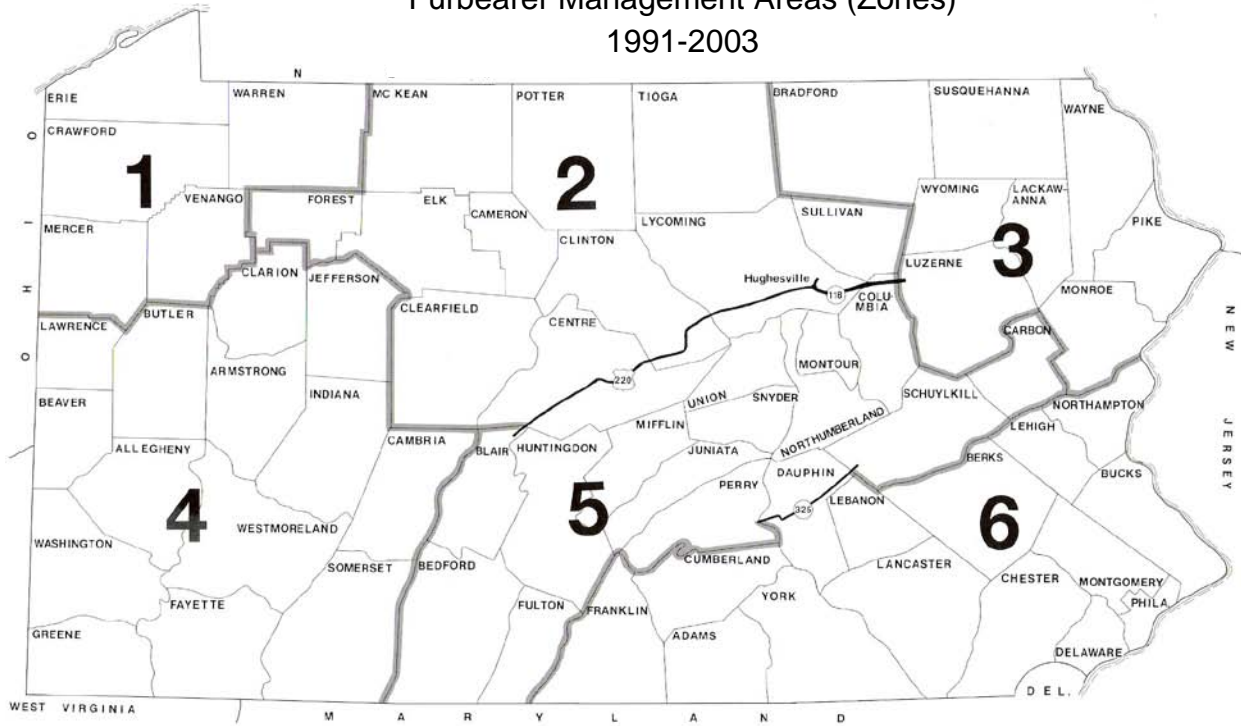 Furbearer Management Areas (Zones)
1991-2003
N
ERIE
WARREN
MC KEAN
POTTER
TIOGA
BRADFORD
SUSQUEHANNA
WAYNE
O H I O
CRAWFORD
1
2
VENANGO
FOREST
ELK
CAMERON
WYOMING
LACKAW-
ANNA
SULLIVAN
LYCOMING
PIKE
MERCER
CLINTON
3
CLARION
JEFFERSON
LUZERNE
Hughesville
118
COLU-
MBIA
MONROE
LAWRENCE
BUTLER
CLEARFIELD
CENTRE
CARBON
NEW JERSEY
ARMSTRONG
220
MONTOUR
INDIANA
UNION
SNYDER
SCHUYLKILL
NORTHAMPTON
BEAVER
MIFFLIN
NORTHUMBERLAND
LEHIGH
ALLEGHENY
CAMBRIA
BLAIR
HUNTINGDON
JUNIATA
BERKS
BUCKS
PERRY
DAUPHIN
LEBANON
4
5
325
6
WESTMORELAND
WASHINGTON
SOMERSET
BEDFORD
CUMBERLAND
LANCASTER
CHESTER
MONTGOMERY
PHILA.
FAYETTE
FULTON
FRANKLIN
YORK
GREENE
ADAMS
DELAWARE
DEL.
WEST VIRGINIA
MARYLAND